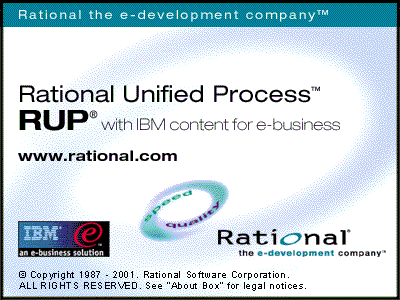 Rational the e-development company™
Rational Unified Process™
RUP® with IBM content for e-business
www.rational.com
speed
quality
IBM® e
an e-business solution
Rational®
the e-development company™
© Copyright 1987 - 2001. Rational Software Corporation.
ALL RIGHTS RESERVED. See "About Box" for legal notices.